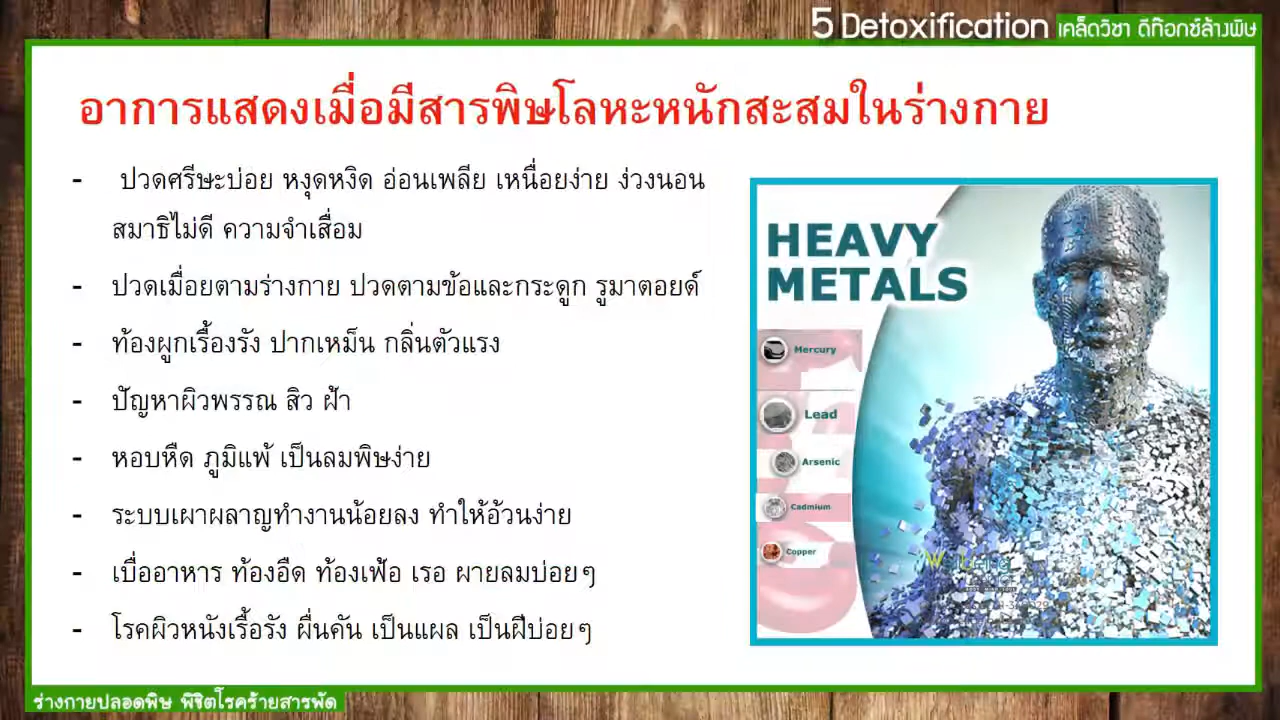 5 Detoxification เคล็ดวิชา ดีท๊อกซ์ล้างพิษ
อาการแสดงเมื่อมีสารพิษโลหะหนักสะสมในร่างกาย
- ปวดศรีษะบ่อย หงุดหงิด อ่อนเพลีย เหนื่อยง่าย ง่วงนอน
สมาธิไม่ดี ความจำเสื่อม
- ปวดเมื่อยตามร่างกาย ปวดตามข้อและกระดูก รูมาตอยด์
- ท้องผูกเรื้องรัง ปากเหม็น กลิ่นตัวแรง
- ปัญหาผิวพรรณ สิว ฝ้า
- หอบหืด ภูมิแพ้ เป็นลมพิษง่าย
- ระบบเผาผลาญทำงานน้อยลง ทำให้อ้วนง่าย
- เบื่ออาหาร ท้องอืด ท้องเฟ้อ เรอ ผายลมบ่อยๆ
- โรคผิวหนังเรื้อรัง ผื่นคัน เป็นแผล เป็นฝีบ่อยๆ
HEAVY
METALS
Mercury
Lead
Arsenic
Cadmium
Copper
ร่างกายปลอดพิษ พิชิตโรคร้ายสารพัด